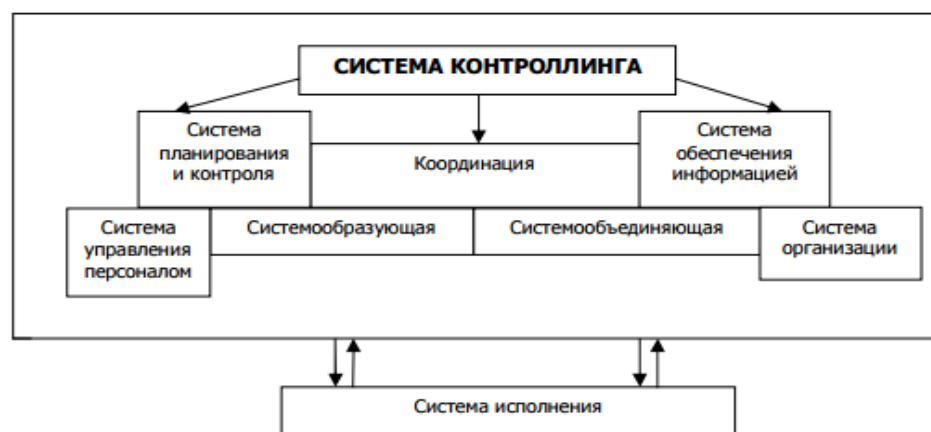 СИСТЕМА КОНТРОЛЛИНГА
Система
планирования
и контроля
Координация
Система
обеспечения
информацией
Система
управления
персоналом
Системообразующая
Системообъединяющая
Система
организации
Система исполнения